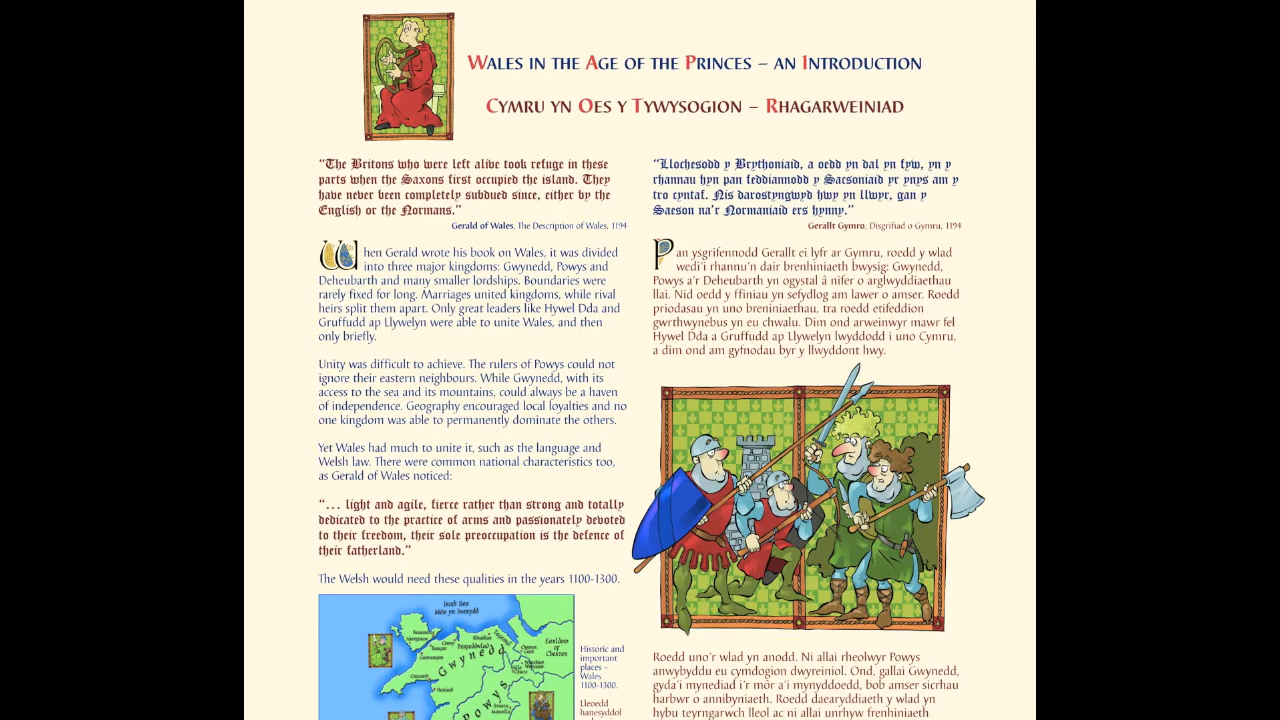 WALES IN THE AGE OF THE PRINCES – AN INTRODUCTION
CYMRU YN OES Y TYWYSOGION – RHAGARWEINIAD
“The Britons who were left alive took refuge in these
parts when the Saxons first occupied the island. They
have never been completely subdued since, either by the
English or the Normans.”
Gerald of Wales, The Description of Wales, 1194
When Gerald wrote his book on Wales, it was divided
into three major kingdoms: Gwynedd, Powys and
Deheubarth and many smaller lordships. Boundaries were
rarely fixed for long. Marriages united kingdoms, while rival
heirs split them apart. Only great leaders like Hywel Dda and
Gruffudd ap Llywelyn were able to unite Wales, and then
only briefly.
Unity was difficult to achieve. The rulers of Powys could not
ignore their eastern neighbours. While Gwynedd, with its
access to the sea and its mountains, could always be a haven
of independence. Geography encouraged local loyalties and no
one kingdom was able to permanently dominate the others.
Yet Wales had much to unite it, such as the language and
Welsh law. There were common national characteristics too,
as Gerald of Wales noticed:
“... light and agile, fierce rather than strong and totally
dedicated to the practice of arms and passionately devoted
to their freedom, their sole preoccupation is the defence of
their fatherland.”
The Welsh would need these qualities in the years 1100-1300.
Irish Sea
Môr yn Iwerydd
Gwynedd
Powys
Earldom
of Chester
Historic and
important
places –
Wales
1100-1300.
Lleoedd
hanesyddol
“Llochesodd y Brythoniaid, a oedd yn dal yn fyw, yn y
rhannau hyn pan feddiannodd y Sacsoniaid yr ynys am y
tro cyntaf. Nis darostyngwyd hwy yn llwyr, gan y
Saeson na’r Normaniaid ers hynny.”
Gerallt Gymro, Disgrifiad o Gymru, 1194
Pan ysgrifennodd Gerallt ei lyfr ar Gymru, roedd y wlad
wedi’i rhannu’n dair brenhiniaeth bwysig: Gwynedd,
Powys a’r Deheubarth yn ogystal â nifer o arglwyddiaethau
llai. Nid oedd y ffiniau yn sefydlog am lawer o amser. Roedd
priodasau yn uno breniniaethau, tra roedd etifeddion
gwrthwynebus yn eu chwalu. Dim ond arweinwyr mawr fel
Hywel Dda a Gruffudd ap Llywelyn lwyddodd i uno Cymru,
a dim ond am gyfnodau byr y llwyddont hwy.
Roedd uno’r wlad yn anodd. Ni allai rheolwyr Powys
anwybyddu eu cymdogion dwyreiniol. Ond, gallai Gwynedd,
gyda’i mynediad i’r môr a’i mynyddoedd, bob amser sicrhau
harbwr o annibyniaeth. Roedd daearyddiaeth y wlad yn
hybu teyrngarwch lleol ac ni allai unrhyw frenhiniaeth